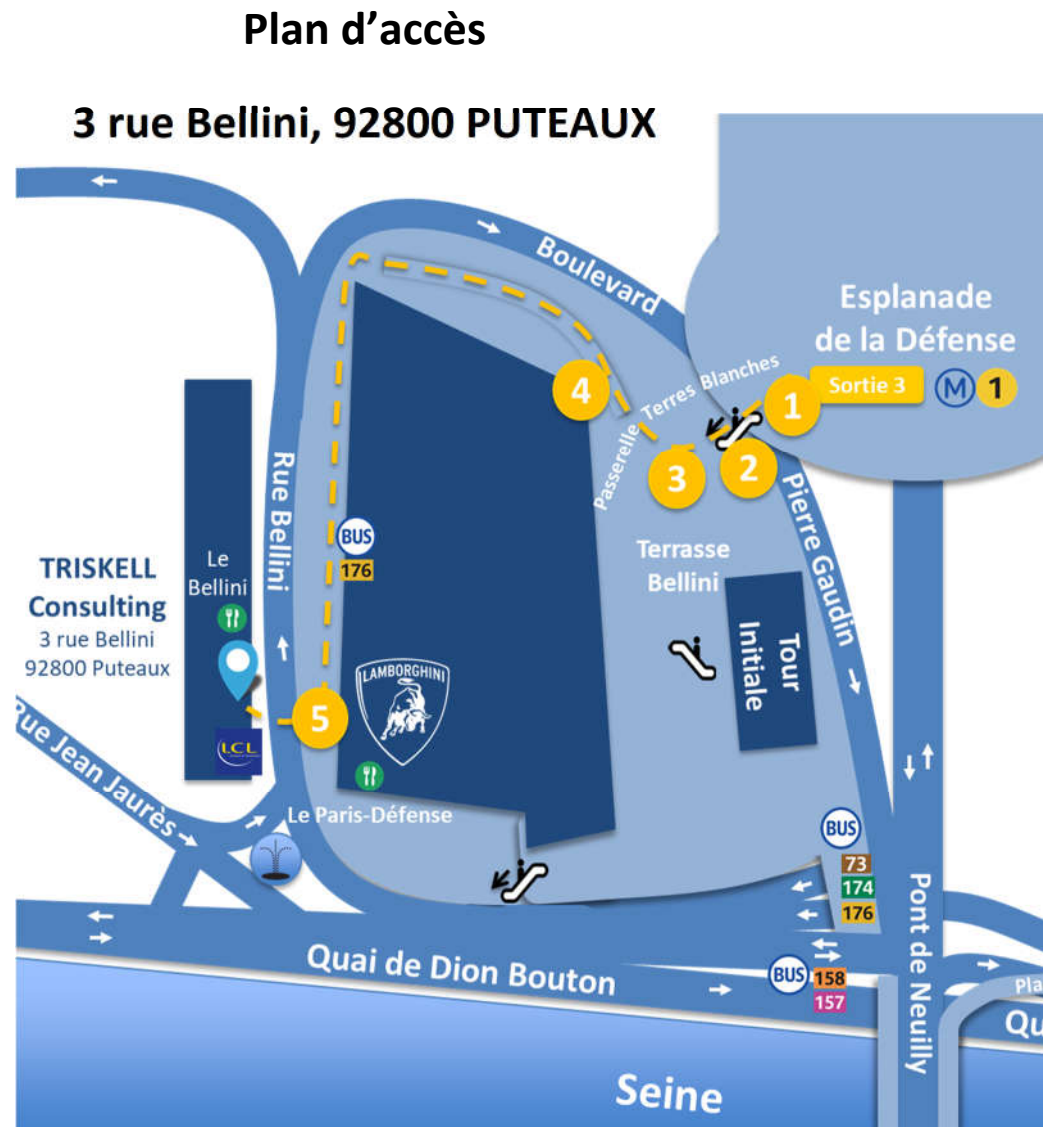 Plan d’accès
3 rue Bellini, 92800 PUTEAUX
Boulevard
Esplanade
de la Défense
Sortie 3
M
1
1
Passerelle Terres Blanches
4
2
3
Pierre Gaudin
Rue Bellini
BUS
176
Terrasse
Bellini
Tour
Initiale
TRISKELL
Consulting
3 rue Bellini
92800 Puteaux
Le
Bellini
LAMBORGHINI
5
LCL
Rue Jean Jaurès
Le Paris-Défense
BUS
73
174
176
Pont de Neuilly
Quai de Dion Bouton
BUS
158
157
Pla
Qu
Seine